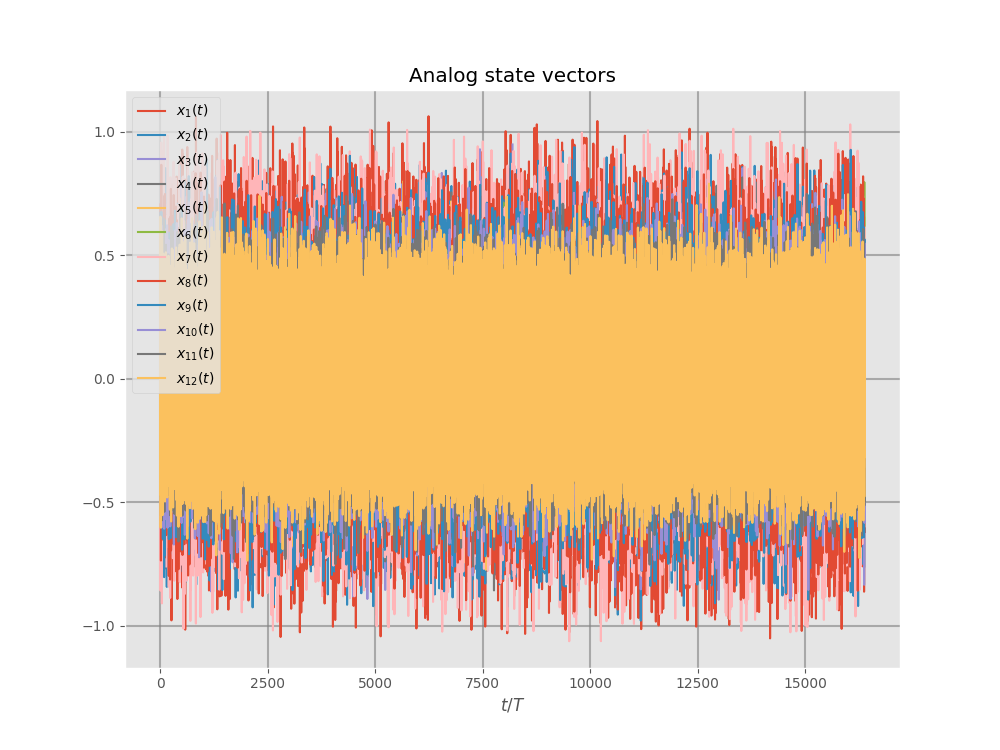 Analog state vectors
1.0
0.5
0.0
−0.5
−1.0
x₁(t)
x₂(t)
x₃(t)
x₄(t)
x₅(t)
x₆(t)
x₇(t)
x₈(t)
x₉(t)
x₁₀(t)
x₁₁(t)
x₁₂(t)
0 2500 5000 7500 10000 12500 15000
t/T